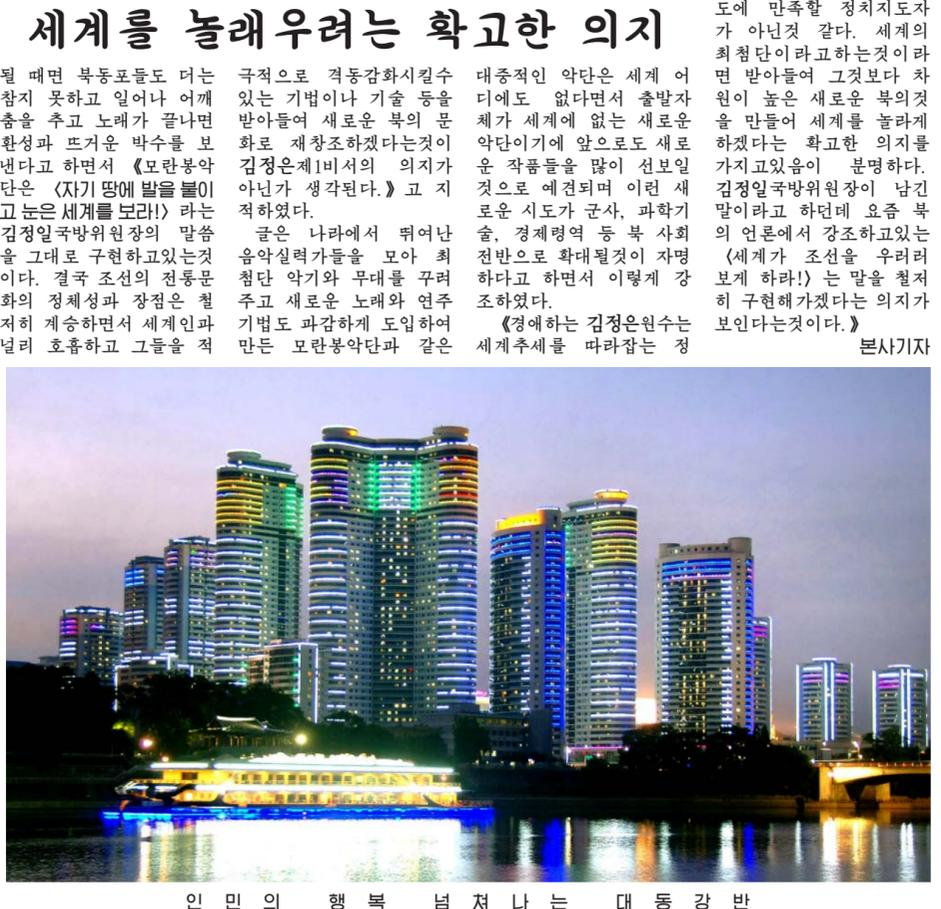 세계를 놀래우려는 확고한 의지
될 때면 북동포들도 더는
참지 못하고 일어나 어깨
춤을 추고 노래가 끝나면
환성과 뜨거운 박수를 보
낸다고 하면서 《모란봉악
단은 〈자기 땅에 발을 붙이
고 눈은 세계를 보라!〉 라는
김정일국방위원장의 말씀
을 그대로 구현하고있는것
이다. 결국 조선의 전통문
화의 정체성과 장점은 철
저히 계승하면서 세계인과
널리 호흡하고 그들을 적
극적으로 격동감화시킬수
있는 기법이나 기술 등을
받아들여 새로운 북의 문
화로 재창조하겠다는것이
김정은제1비서의 의지가
아닌가 생각된다.》고 지
적하였다.
글은 나라에서 뛰여난
음악실력가들을 모아 최
첨단 악기와 무대를 꾸려
주고 새로운 노래와 연주
기법도 과감하게 도입하여
만든 모란봉악단과 같은
대중적인 악단은 세계 어
디에도 없다면서 출발자
체가 세계에 없는 새로운
악단이기에 앞으로도 새로
운 작품들을 많이 선보일
것으로 예견되며 이런 새
로운 시도가 군사, 과학기
술, 경제령역 등 북 사회
전반으로 확대될것이 자명
하다고 하면서 이렇게 강
조하였다.
《경애하는 김정은원수는
세계추세를 따라잡는 정
도에 만족할 정치지도자
가 아닌것 같다. 세계의
최첨단이라고하는것이라
면 받아들여 그것보다 차
원이 높은 새로운 북의것
을 만들어 세계를 놀라게
하겠다는 확고한 의지를
가지고있음이 분명하다.
김정일국방위원장이 남긴
말이라고 하던데 요즘 북
의 언론에서 강조하고있는
〈세계가 조선을 우러러
보게 하라!〉는 말을 철저
히 구현해가겠다는 의지가
보인다는것이다.》
본사기자
인민의 행복 넘쳐나는 대동강반